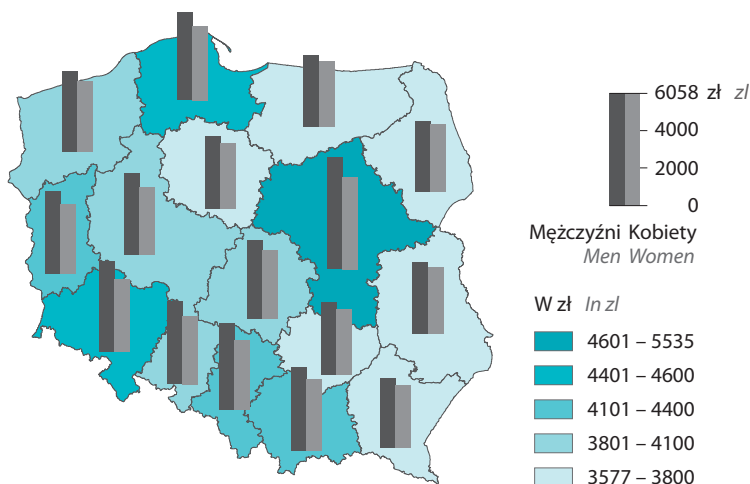 6058 zł zl
4000
2000
0
Mężczyźni Kobiety
Men Women
W zł In zl
4601 – 5535
4401 – 4600
4101 – 4400
3801 – 4100
3577 – 3800